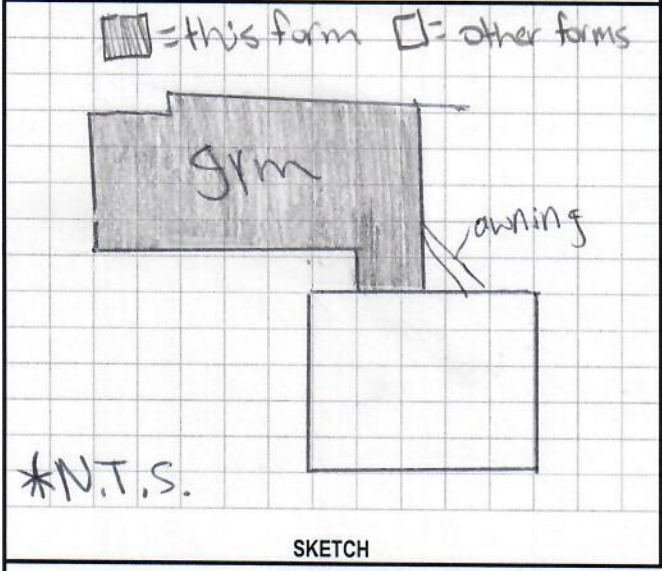 = this form = other forms
gym
awning
*N.T.S.
SKETCH